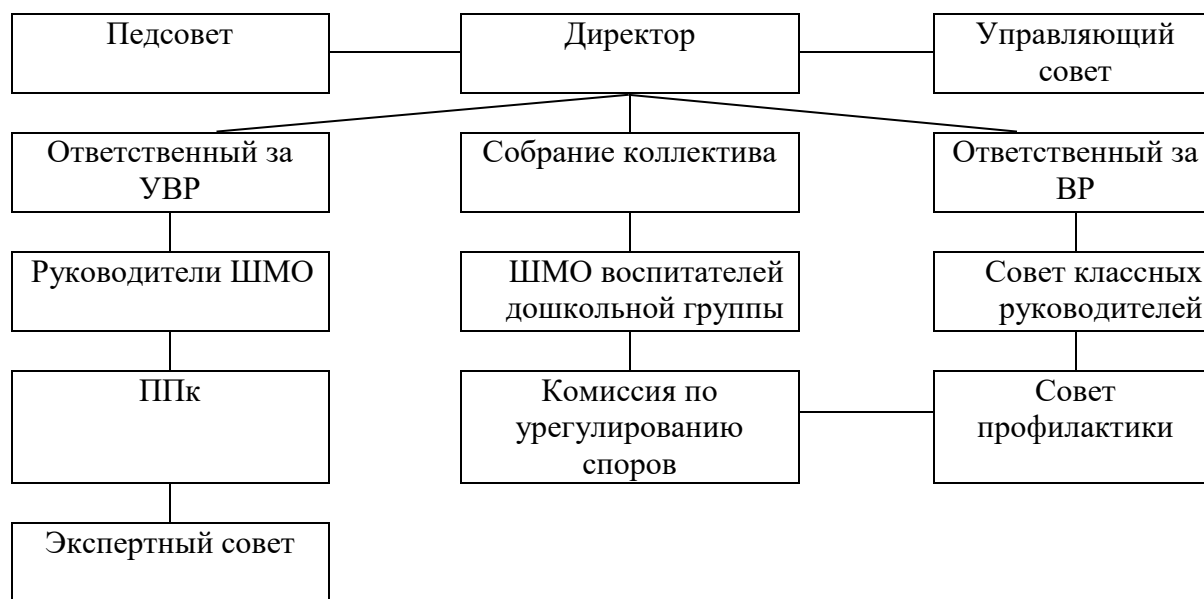 Педсовет
Директор
Управляющий
совет
Ответственный за
УВР
Собрание коллектива
Ответственный за
ВР
Руководители ШМО
ШМО воспитателей
дошкольной группы
Совет классных
руководителей
ППк
Комиссия по
урегулированию
споров
Совет
профилактики
Экспертный совет